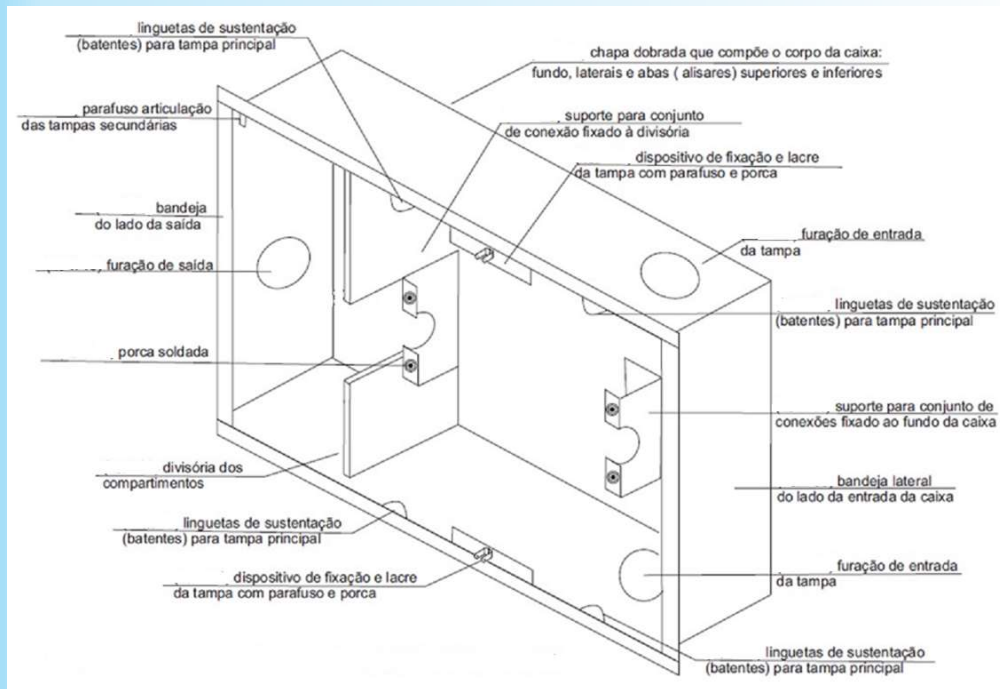 linguetas de sustentação
(batentes) para tampa principal
chapa dobrada que compõe o corpo da caixa:
fundo, laterais e abas ( alisares) superiores e inferiores
parafuso articulação
das tampas secundárias
suporte para conjunto
de conexão fixado à divisória
dispositivo de fixação e lacre
da tampa com parafuso e porca
bandeja
do lado da saída
furação de entrada
da tampa
furação de saída
linguetas de sustentação
(batentes) para tampa principal
porca soldada
suporte para conjunto de
conexões fixado ao fundo da caixa
divisória dos
compartimentos
bandeja lateral
do lado da entrada da caixa
linguetas de sustentação
(batentes) para tampa principal
furação de entrada
da tampa
dispositivo de fixação e lacre
da tampa com parafuso e porca
linguetas de sustentação
(batentes) para tampa principal